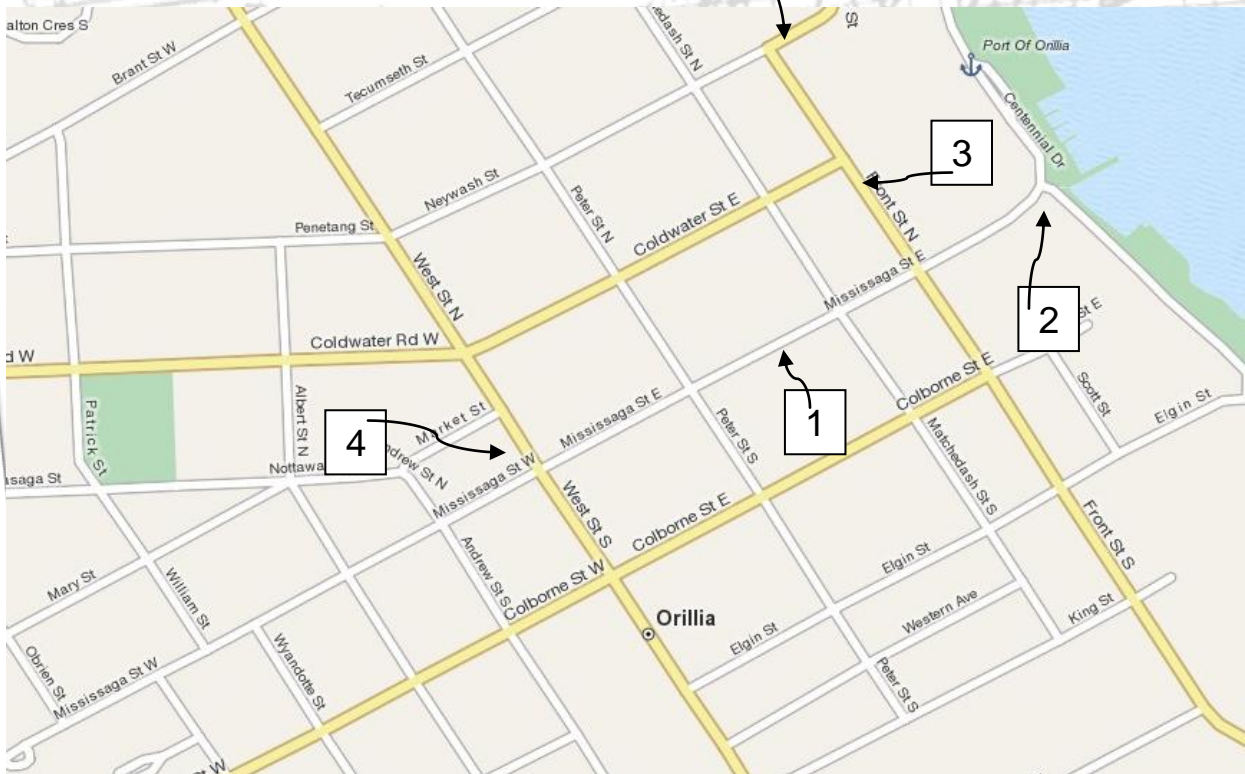 alton Cres S
Brant St W
Tecumseth St
edash St N
St
Port Of Orillia
Centennial Dr
3
Neywash St
Peter St N
Front St N
Penetang St
Coldwater St E
West St N
Mississaga St E
2
St E
Coldwater Rd W
d W
Colborne St E
Scott St
Elgin St
Patrick St
Albert St N
4
Market St
Mississaga St E
Peter St S
1
Matchedash St S
ndrew St N
Nottawa
saga St
Mississaga St W
West St S
Colborne St E
Front St S
Elgin St
Mary St
William St
Andrew St S
Colborne St W
Orillia
Western Ave
King St
Elgin St
Obrien St
Wyandotte St
Peter St S
Mississaga St W
St W